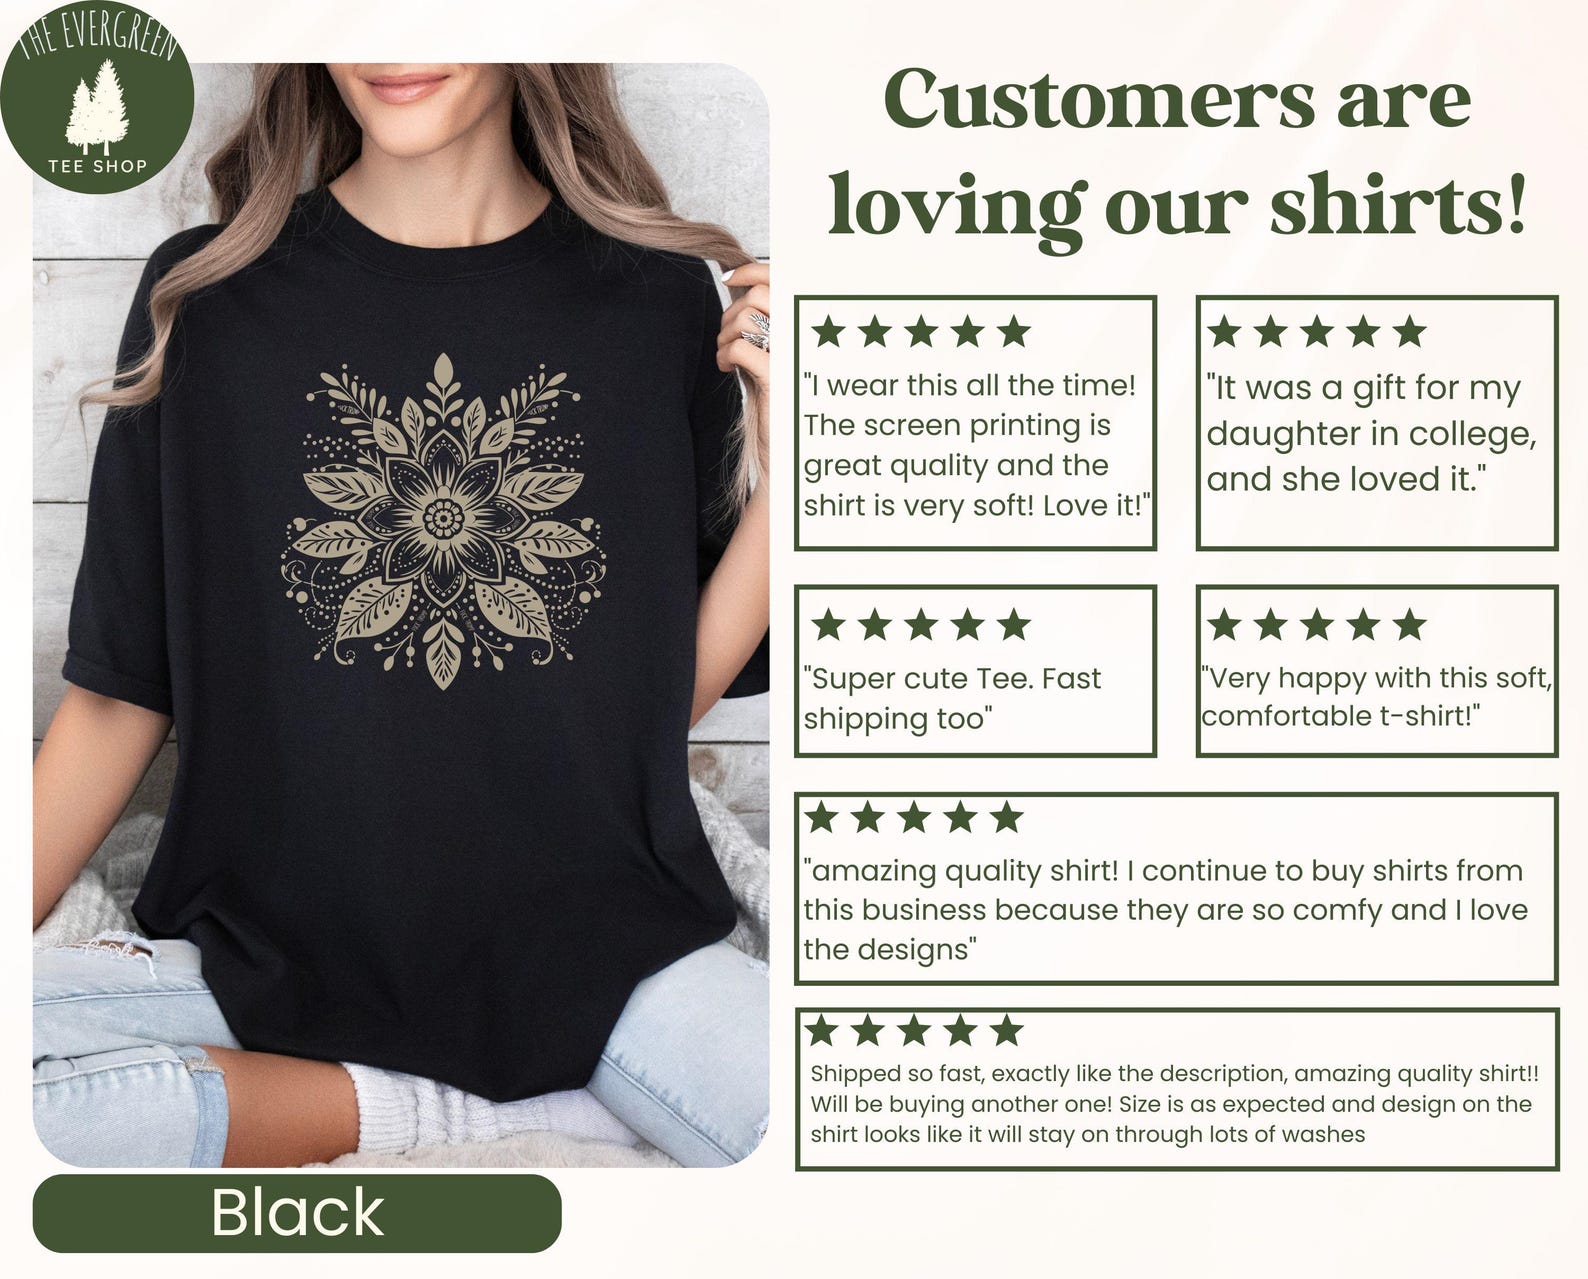 THE EVERGREEN
TEE SHOP
Customers are
loving our shirts!
"I wear this all the time!
The screen printing is
great quality and the
shirt is very soft! Love it!"
"It was a gift for my
daughter in college,
and she loved it."
"Super cute Tee. Fast
shipping too"
"Very happy with this soft,
comfortable t-shirt!"
"amazing quality shirt! I continue to buy shirts from
this business because they are so comfy and I love
the designs"
Shipped so fast, exactly like the description, amazing quality shirt!!
Will be buying another one! Size is as expected and design on the
shirt looks like it will stay on through lots of washes
Black